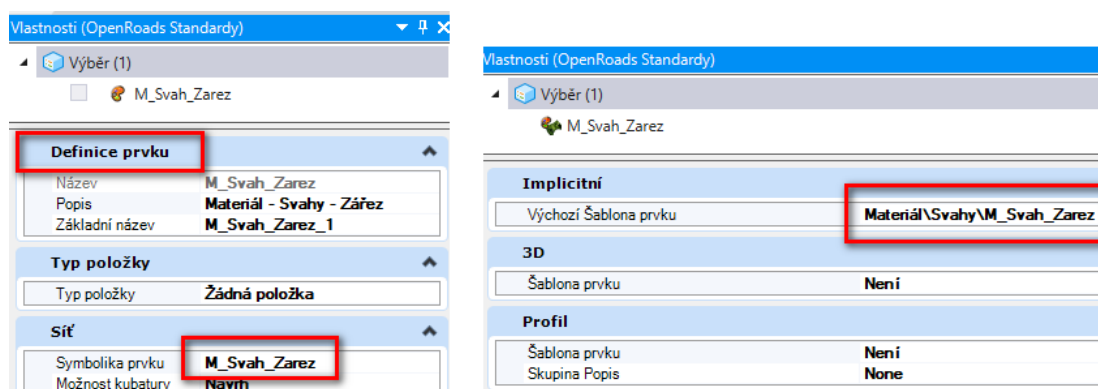 Vlastnosti (OpenRoads Standardy)
Výběr (1)
M_Svah_Zarez
Definice prvku
Název M_Svah_Zarez
Popis Materiál - Svahy - Zářez
Základní název M_Svah_Zarez_1
Typ položky
Typ položky Žádná položka
Síť
Symbolika prvku M_Svah_Zarez
Možnost kubatury Návrh
Vlastnosti (OpenRoads Standardy)
Výběr (1)
M_Svah_Zarez
Implicitní
Výchozí Šablona prvku Materiál\Svahy\M_Svah_Zarez
3D
Šablona prvku Není
Profil
Šablona prvku Není
Skupina Popis None